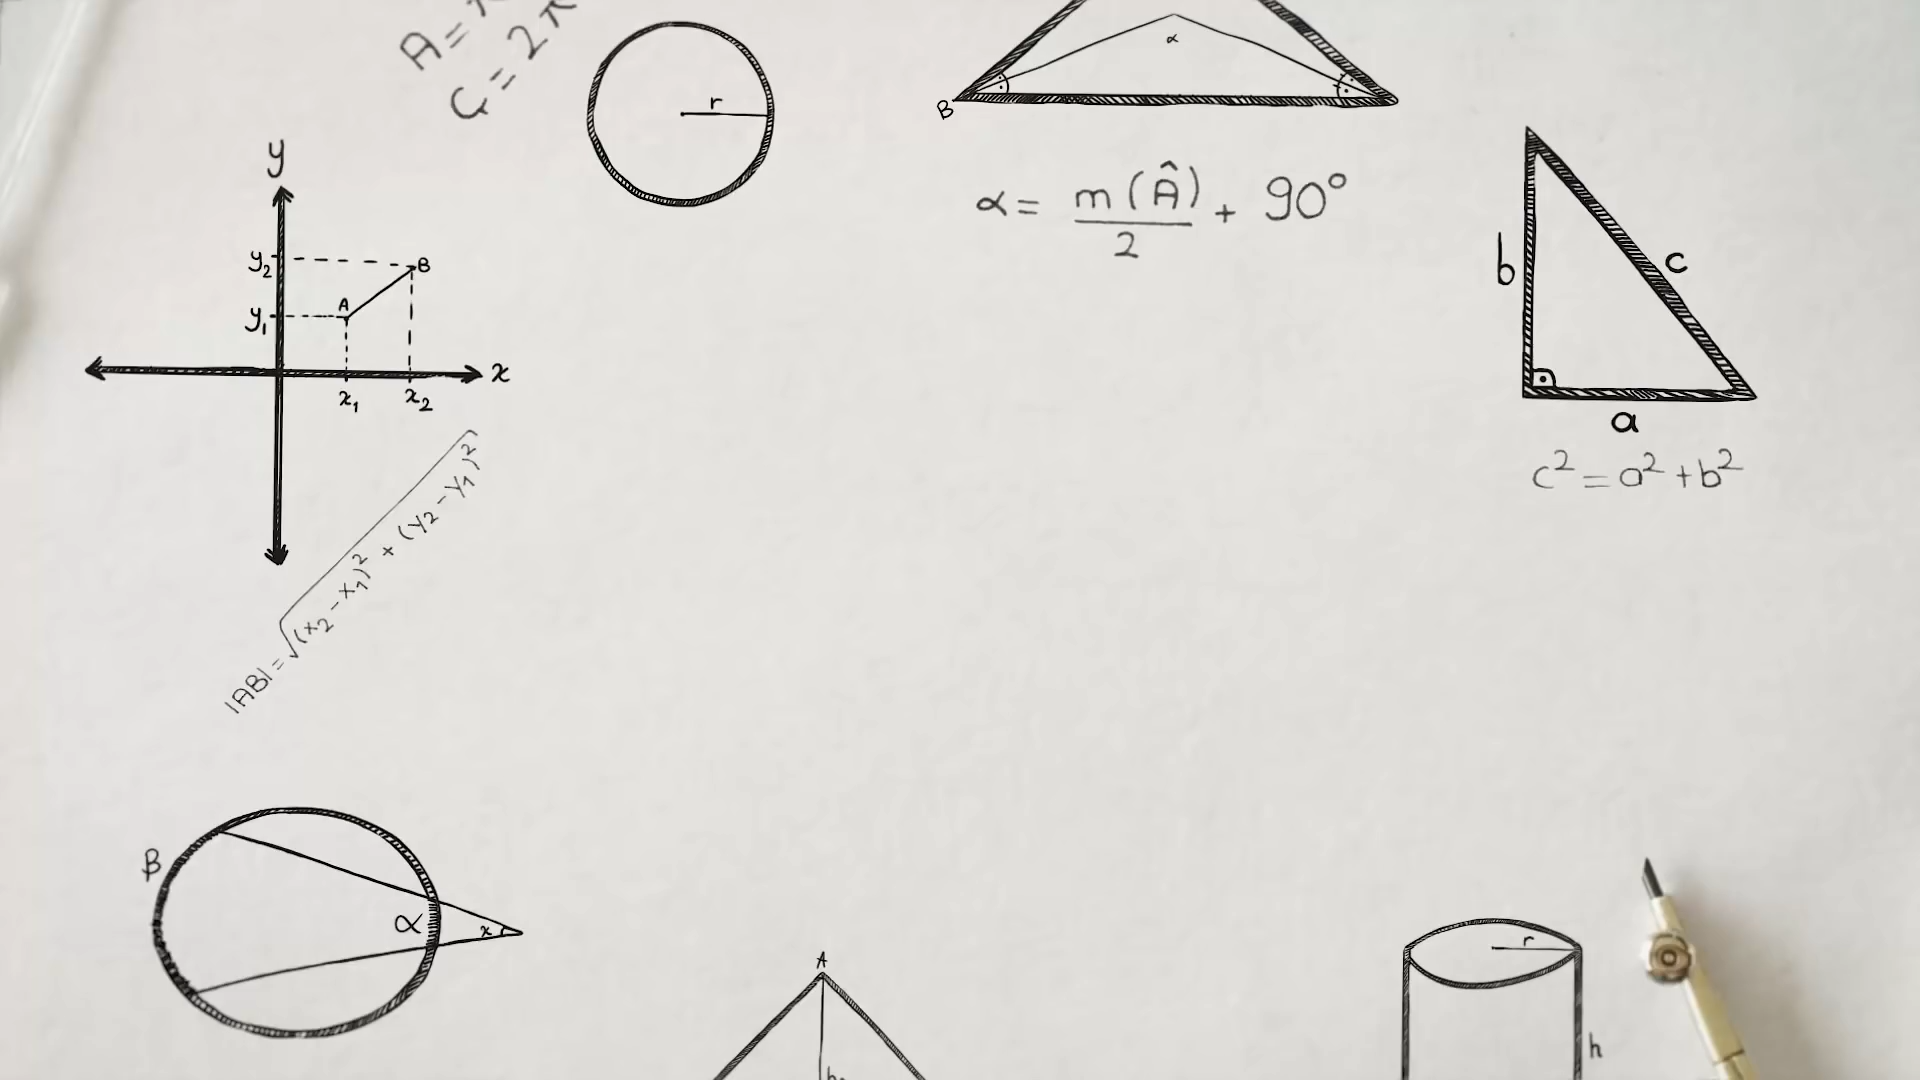 A=
C=2π
r
α
B
α = m(Â)/2 + 90°
y
y₂
B
A
y₁
x
x₁
x₂
|AB| = √(x₂ - x₁)² + (y₂ - y₁)²
b
c
a
c² = a² + b²
β
α
x
A
h
r
h